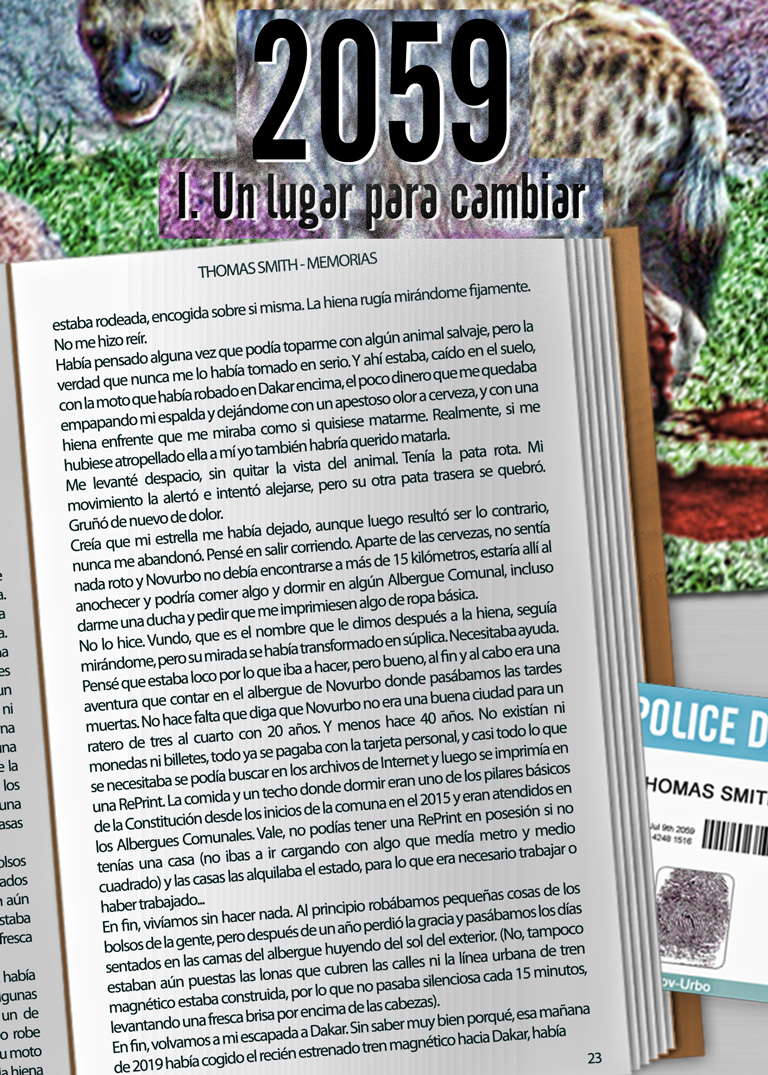 2059
I. Un lugar para cambiar
THOMAS SMITH - MEMORIAS
estaba rodeada, encogida sobre si misma. La hiena rugía mirándome fijamente.
No me hizo reír.
Había pensado alguna vez que podía toparme con algún animal salvaje, pero la
verdad que nunca me lo había tomado en serio. Y ahí estaba, caído en el suelo,
con la moto que había robado en Dakar encima, el poco dinero que me quedaba
empapando mi espalda y dejándome con un apestoso olor a cerveza, y con una
hiena enfrente que me miraba como si quisiese matarme. Realmente, si me
hubiese atropellado ella a mí yo también habría querido matarla.
Me levanté despacio, sin quitar la vista del animal. Tenía la pata rota. Mi
movimiento la alertó e intentó alejarse, pero su otra pata trasera se quebró.
Gruñó de nuevo de dolor.
Creía que mi estrella me había dejado, aunque luego resultó ser lo contrario,
nunca me abandonó. Pensé en salir corriendo. Aparte de las cervezas, no sentía
nada roto y Novurbo no debía encontrarse a más de 15 kilómetros, estaría allí al
anochecer y podría comer algo y dormir en algún Albergue Comunal, incluso
darme una ducha y pedir que me imprimiesen algo de ropa básica.
No lo hice. Vundo, que es el nombre que le dimos después a la hiena, seguía
mirándome, pero su mirada se había transformado en súplica. Necesitaba ayuda.
Pensé que estaba loco por lo que iba a hacer, pero bueno, al fin y al cabo era una
aventura que contar en el albergue de Novurbo donde pasábamos las tardes
muertas. No hace falta que diga que Novurbo no era una buena ciudad para un
ratero de tres al cuarto con 20 años. Y menos hace 40 años. No existían ni
monedas ni billetes, todo ya se pagaba con la tarjeta personal, y casi todo lo que
se necesitaba se podía buscar en los archivos de Internet y luego se imprimía en
una RePrint. La comida y un techo donde dormir eran uno de los pilares básicos
de la Constitución desde los inicios de la comuna en el 2015 y eran atendidos en
los Albergues Comunales. Vale, no podías tener una RePrint en posesión si no
tenías una casa (no ibas a ir cargando con algo que medía metro y medio
cuadrado) y las casas las alquilaba el estado, para lo que era necesario trabajar o
haber trabajado...
En fin, vivíamos sin hacer nada. Al principio robábamos pequeñas cosas de los
bolsos de la gente, pero después de un año perdió la gracia y pasábamos los días
sentados en las camas del albergue huyendo del sol del exterior. (No, tampoco
estaban aún puestas las lonas que cubren las calles ni la línea urbana de tren
magnético estaba construida, por lo que no pasaba silenciosa cada 15 minutos,
levantando una fresca brisa por encima de las cabezas).
En fin, volvamos a mi escapada a Dakar. Sin saber muy bien porqué, esa mañana
de 2019 había cogido el recién estrenado tren magnético hacia Dakar, había
23
e
a.
a
a.
na
es
un
ni
rna
una
e la
los
una
asas
olsos
ados
n aún
staba
fresca
había
gunas
un de
o robe
u moto
la hiena
POLICE D
HOMAS SMIT
Jul 9th 2059
4248 1516
ov-Urbo